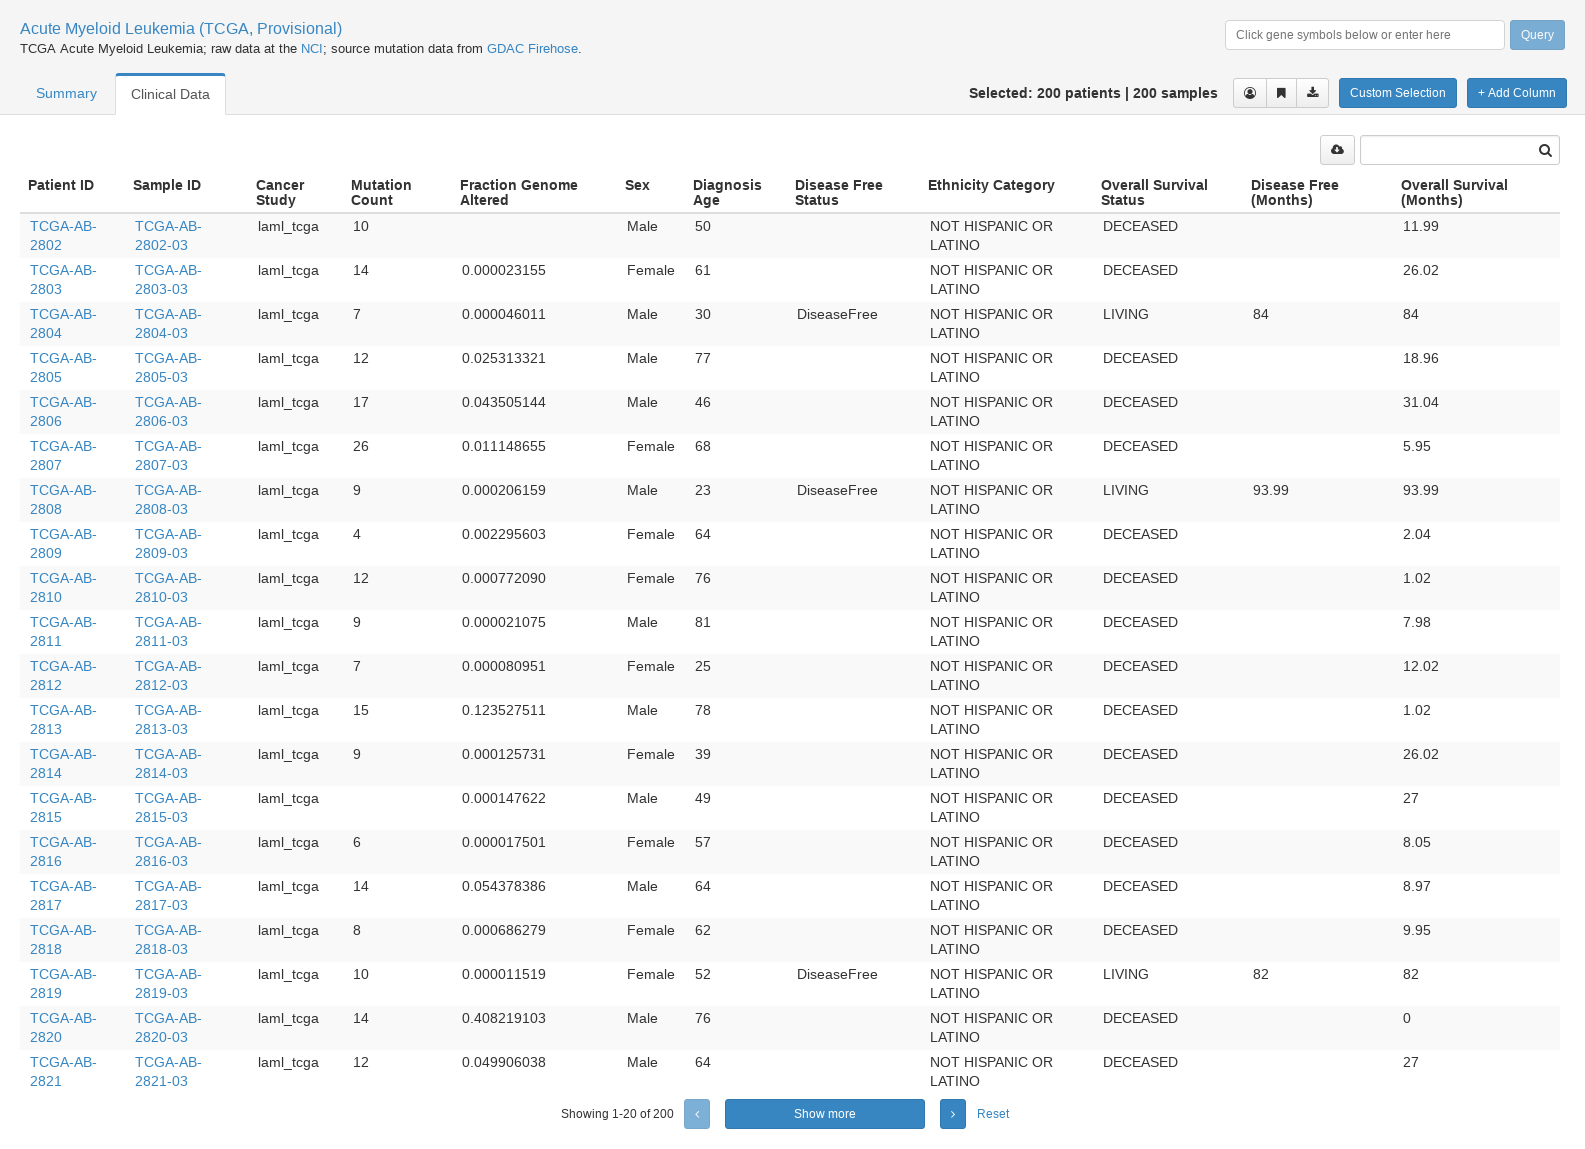 Acute Myeloid Leukemia (TCGA, Provisional)
TCGA Acute Myeloid Leukemia; raw data at the NCI; source mutation data from GDAC Firehose.
Click gene symbols below or enter here Query
Summary Clinical Data Selected: 200 patients | 200 samples Custom Selection + Add Column
Patient ID Sample ID Cancer Mutation Fraction Genome Sex Diagnosis Disease Free Ethnicity Category Overall Survival Disease Free Overall Survival
Study Count Altered Age Status Status (Months) (Months)
TCGA-AB- TCGA-AB- laml_tcga 10 Male 50 NOT HISPANIC OR DECEASED 11.99
2802 2802-03 LATINO
TCGA-AB- TCGA-AB- laml_tcga 14 0.000023155 Female 61 NOT HISPANIC OR DECEASED 26.02
2803 2803-03 LATINO
TCGA-AB- TCGA-AB- laml_tcga 7 0.000046011 Male 30 DiseaseFree NOT HISPANIC OR LIVING 84 84
2804 2804-03 LATINO
TCGA-AB- TCGA-AB- laml_tcga 12 0.025313321 Male 77 NOT HISPANIC OR DECEASED 18.96
2805 2805-03 LATINO
TCGA-AB- TCGA-AB- laml_tcga 17 0.043505144 Male 46 NOT HISPANIC OR DECEASED 31.04
2806 2806-03 LATINO
TCGA-AB- TCGA-AB- laml_tcga 26 0.011148655 Female 68 NOT HISPANIC OR DECEASED 5.95
2807 2807-03 LATINO
TCGA-AB- TCGA-AB- laml_tcga 9 0.000206159 Male 23 DiseaseFree NOT HISPANIC OR LIVING 93.99 93.99
2808 2808-03 LATINO
TCGA-AB- TCGA-AB- laml_tcga 4 0.002295603 Female 64 NOT HISPANIC OR DECEASED 2.04
2809 2809-03 LATINO
TCGA-AB- TCGA-AB- laml_tcga 12 0.000772090 Female 76 NOT HISPANIC OR DECEASED 1.02
2810 2810-03 LATINO
TCGA-AB- TCGA-AB- laml_tcga 9 0.000021075 Male 81 NOT HISPANIC OR DECEASED 7.98
2811 2811-03 LATINO
TCGA-AB- TCGA-AB- laml_tcga 7 0.000080951 Female 25 NOT HISPANIC OR DECEASED 12.02
2812 2812-03 LATINO
TCGA-AB- TCGA-AB- laml_tcga 15 0.123527511 Male 78 NOT HISPANIC OR DECEASED 1.02
2813 2813-03 LATINO
TCGA-AB- TCGA-AB- laml_tcga 9 0.000125731 Female 39 NOT HISPANIC OR DECEASED 26.02
2814 2814-03 LATINO
TCGA-AB- TCGA-AB- laml_tcga 0.000147622 Male 49 NOT HISPANIC OR DECEASED 27
2815 2815-03 LATINO
TCGA-AB- TCGA-AB- laml_tcga 6 0.000017501 Female 57 NOT HISPANIC OR DECEASED 8.05
2816 2816-03 LATINO
TCGA-AB- TCGA-AB- laml_tcga 14 0.054378386 Male 64 NOT HISPANIC OR DECEASED 8.97
2817 2817-03 LATINO
TCGA-AB- TCGA-AB- laml_tcga 8 0.000686279 Female 62 NOT HISPANIC OR DECEASED 9.95
2818 2818-03 LATINO
TCGA-AB- TCGA-AB- laml_tcga 10 0.000011519 Female 52 DiseaseFree NOT HISPANIC OR LIVING 82 82
2819 2819-03 LATINO
TCGA-AB- TCGA-AB- laml_tcga 14 0.408219103 Male 76 NOT HISPANIC OR DECEASED 0
2820 2820-03 LATINO
TCGA-AB- TCGA-AB- laml_tcga 12 0.049906038 Male 64 NOT HISPANIC OR DECEASED 27
2821 2821-03 LATINO
Showing 1-20 of 200 Show more Reset